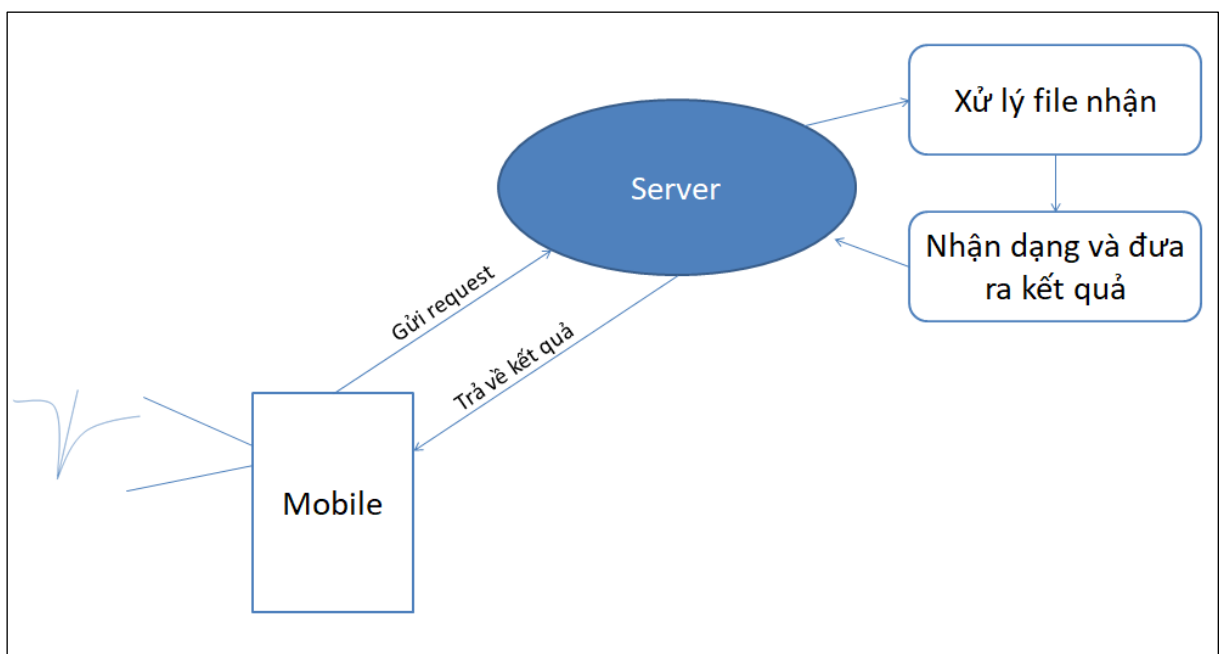 Xử lý file nhận
Server
Nhận dạng và đưa
ra kết quả
Gửi request
Trả về kết quả
Mobile